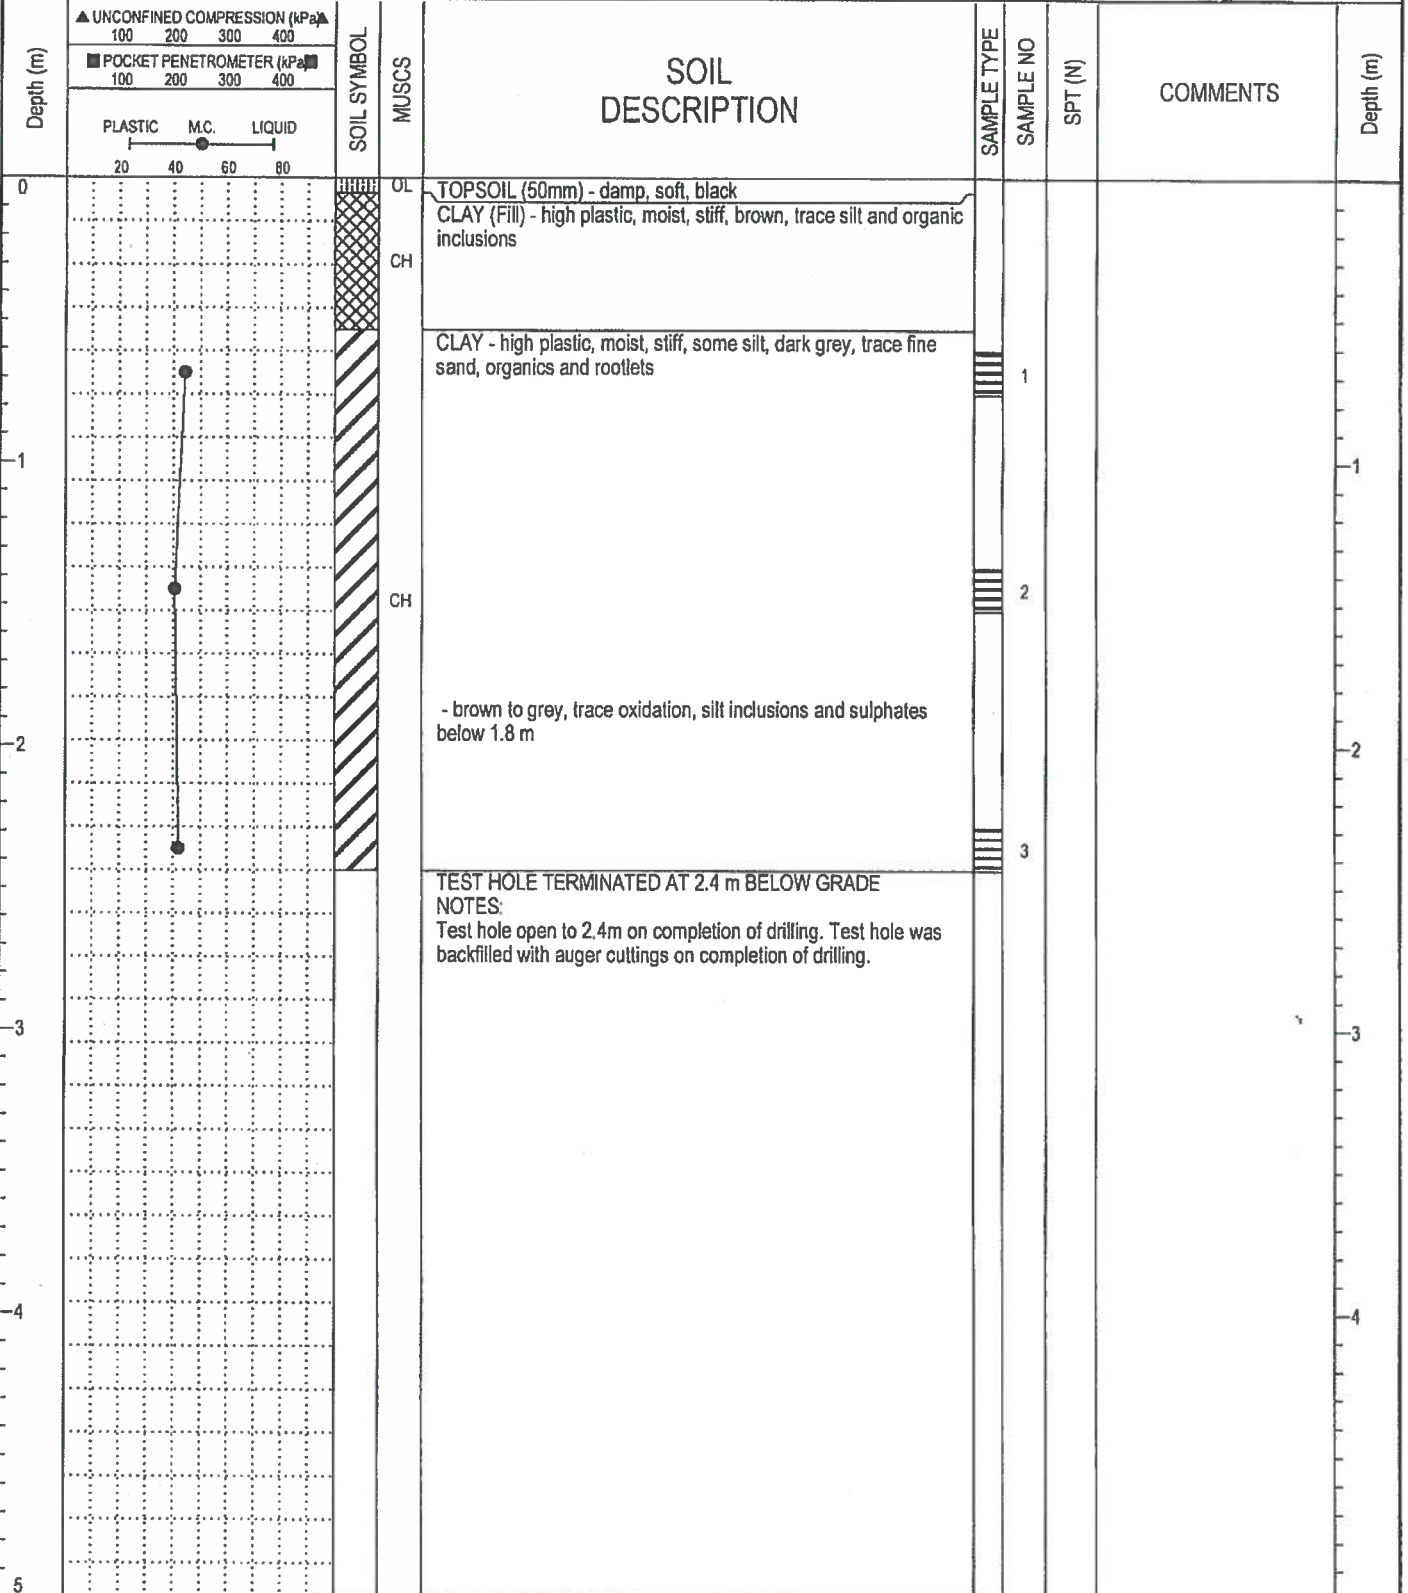 ▲ UNCONFINED COMPRESSION (kPa) ▲
100 200 300 400
■ POCKET PENETROMETER (kPa) ■
100 200 300 400
PLASTIC M.C. LIQUID
20 40 60 80
Depth (m)
SOIL SYMBOL
MUSCS
SOIL
DESCRIPTION
SAMPLE TYPE
SAMPLE NO
SPT (N)
COMMENTS
Depth (m)
0
OL
TOPSOIL (50mm) - damp, soft, black
CLAY (Fill) - high plastic, moist, stiff, brown, trace silt and organic
inclusions
CH
CLAY - high plastic, moist, stiff, some silt, dark grey, trace fine
sand, organics and rootlets
1
1
1
2
CH
- brown to grey, trace oxidation, silt inclusions and sulphates
below 1.8 m
2
2
3
TEST HOLE TERMINATED AT 2.4 m BELOW GRADE
NOTES:
Test hole open to 2.4m on completion of drilling. Test hole was
backfilled with auger cuttings on completion of drilling.
3
3
4
4
5